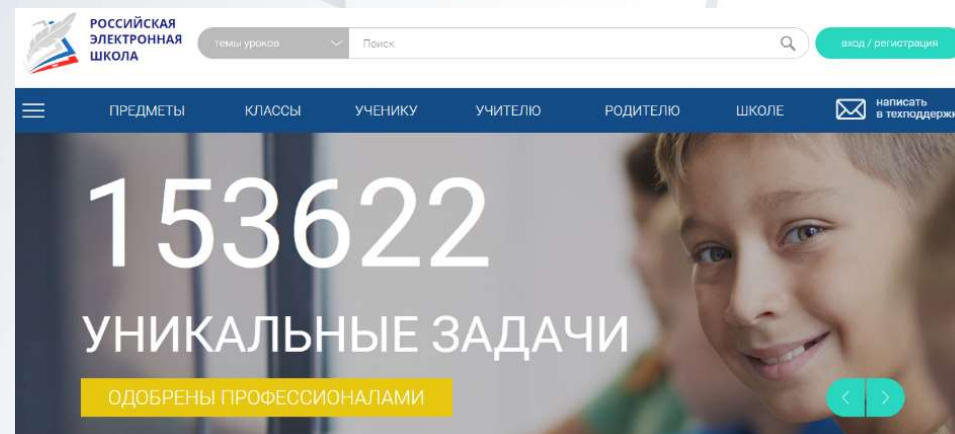 РОССИЙСКАЯ
ЭЛЕКТРОННАЯ
ШКОЛА
темы уроков
Поиск
вход / регистрация
ПРЕДМЕТЫ
КЛАССЫ
УЧЕНИКУ
УЧИТЕЛЮ
РОДИТЕЛЮ
ШКОЛЕ
написать
в техподдержк
153622
УНИКАЛЬНЫЕ ЗАДАЧИ
ОДОБРЕНЫ ПРОФЕССИОНАЛАМИ